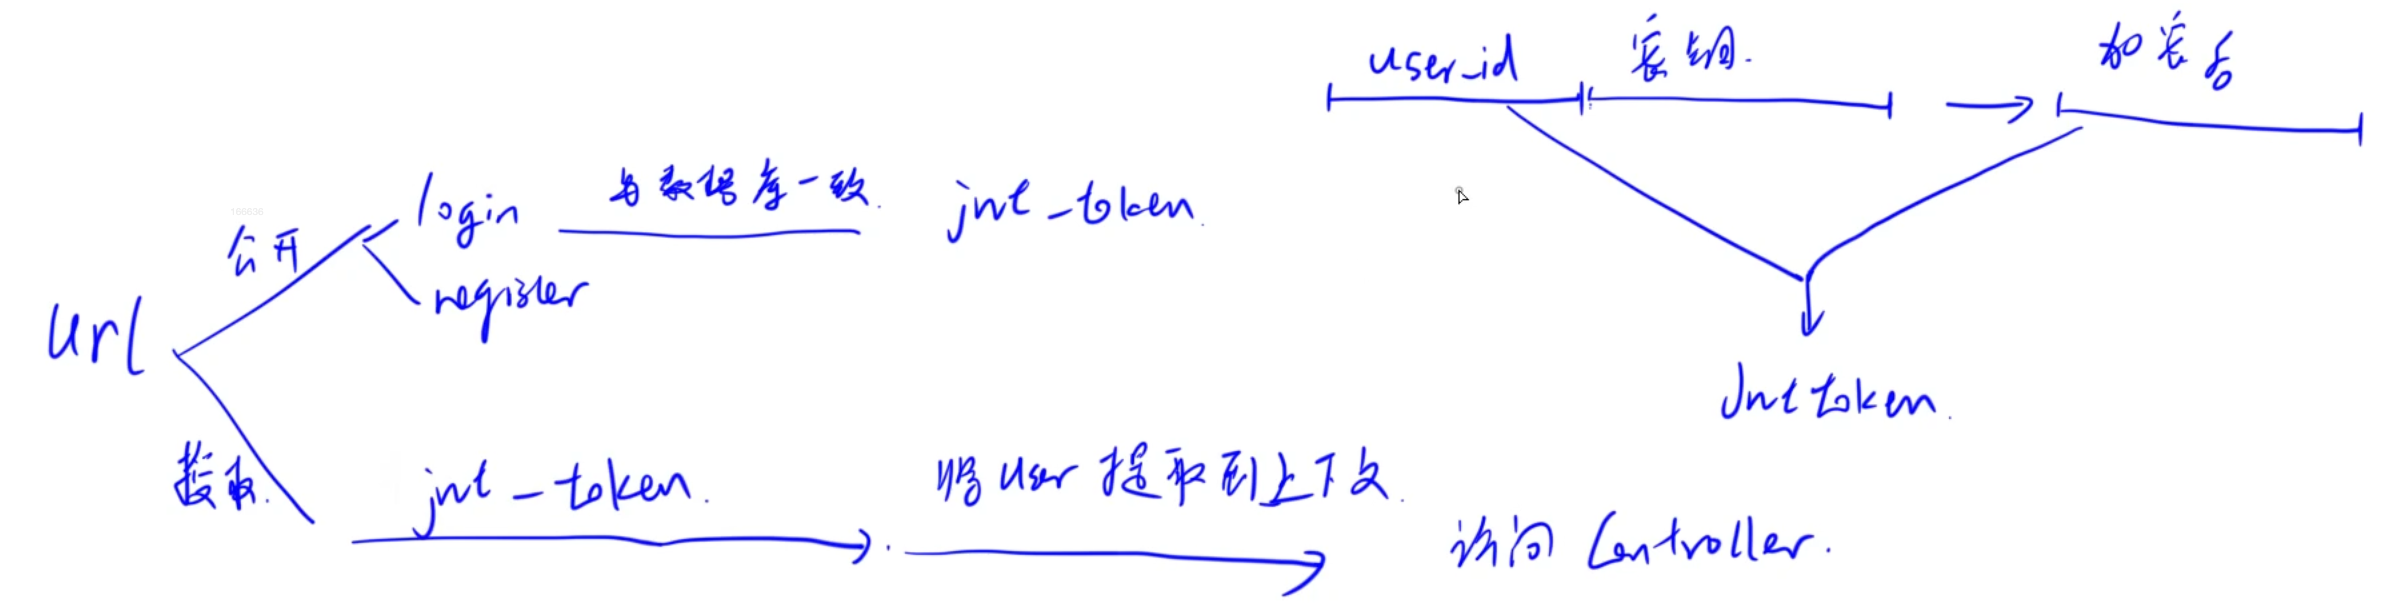 user_id 密钥.
加密后
login 与数据库一致. jwt_token.
公开
register
url
Jwt token.
授权.
jwt_token.
将user提取到上下文.
访问 Controller.
166636